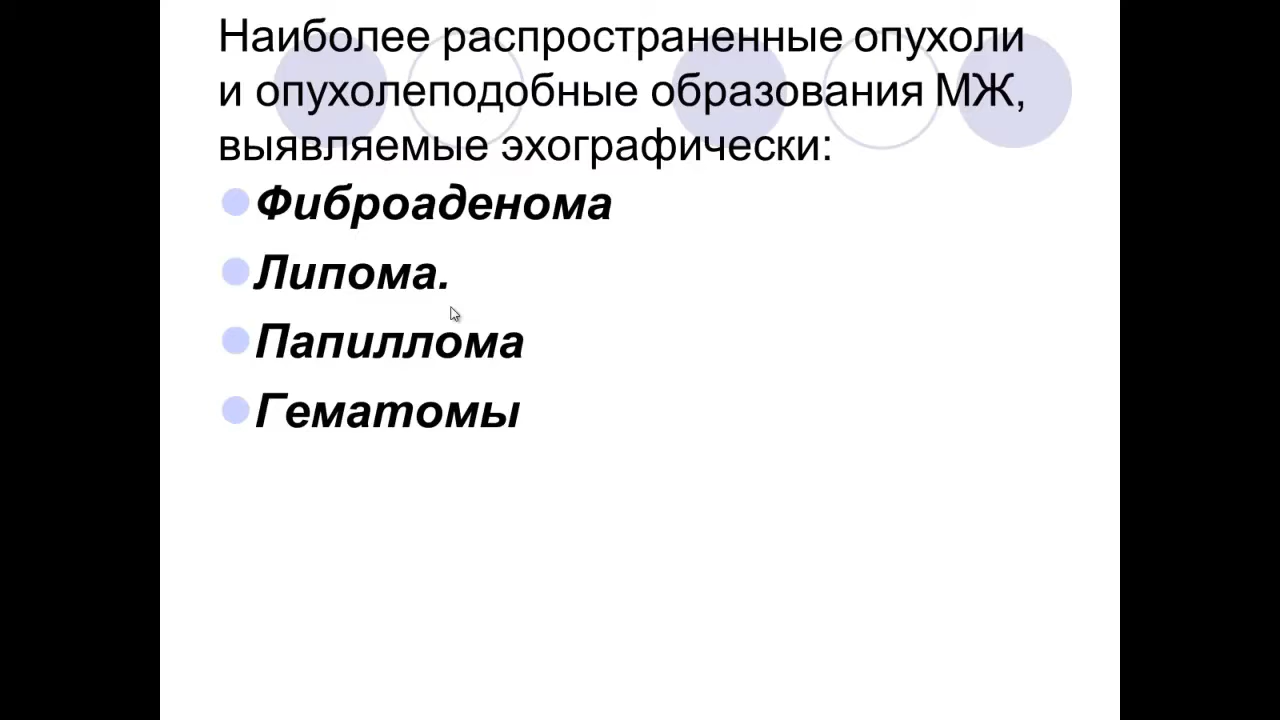 Наиболее распространенные опухоли
и опухолеподобные образования МЖ,
выявляемые эхографически:
Фиброаденома
Липома.
Папиллома
Гематомы